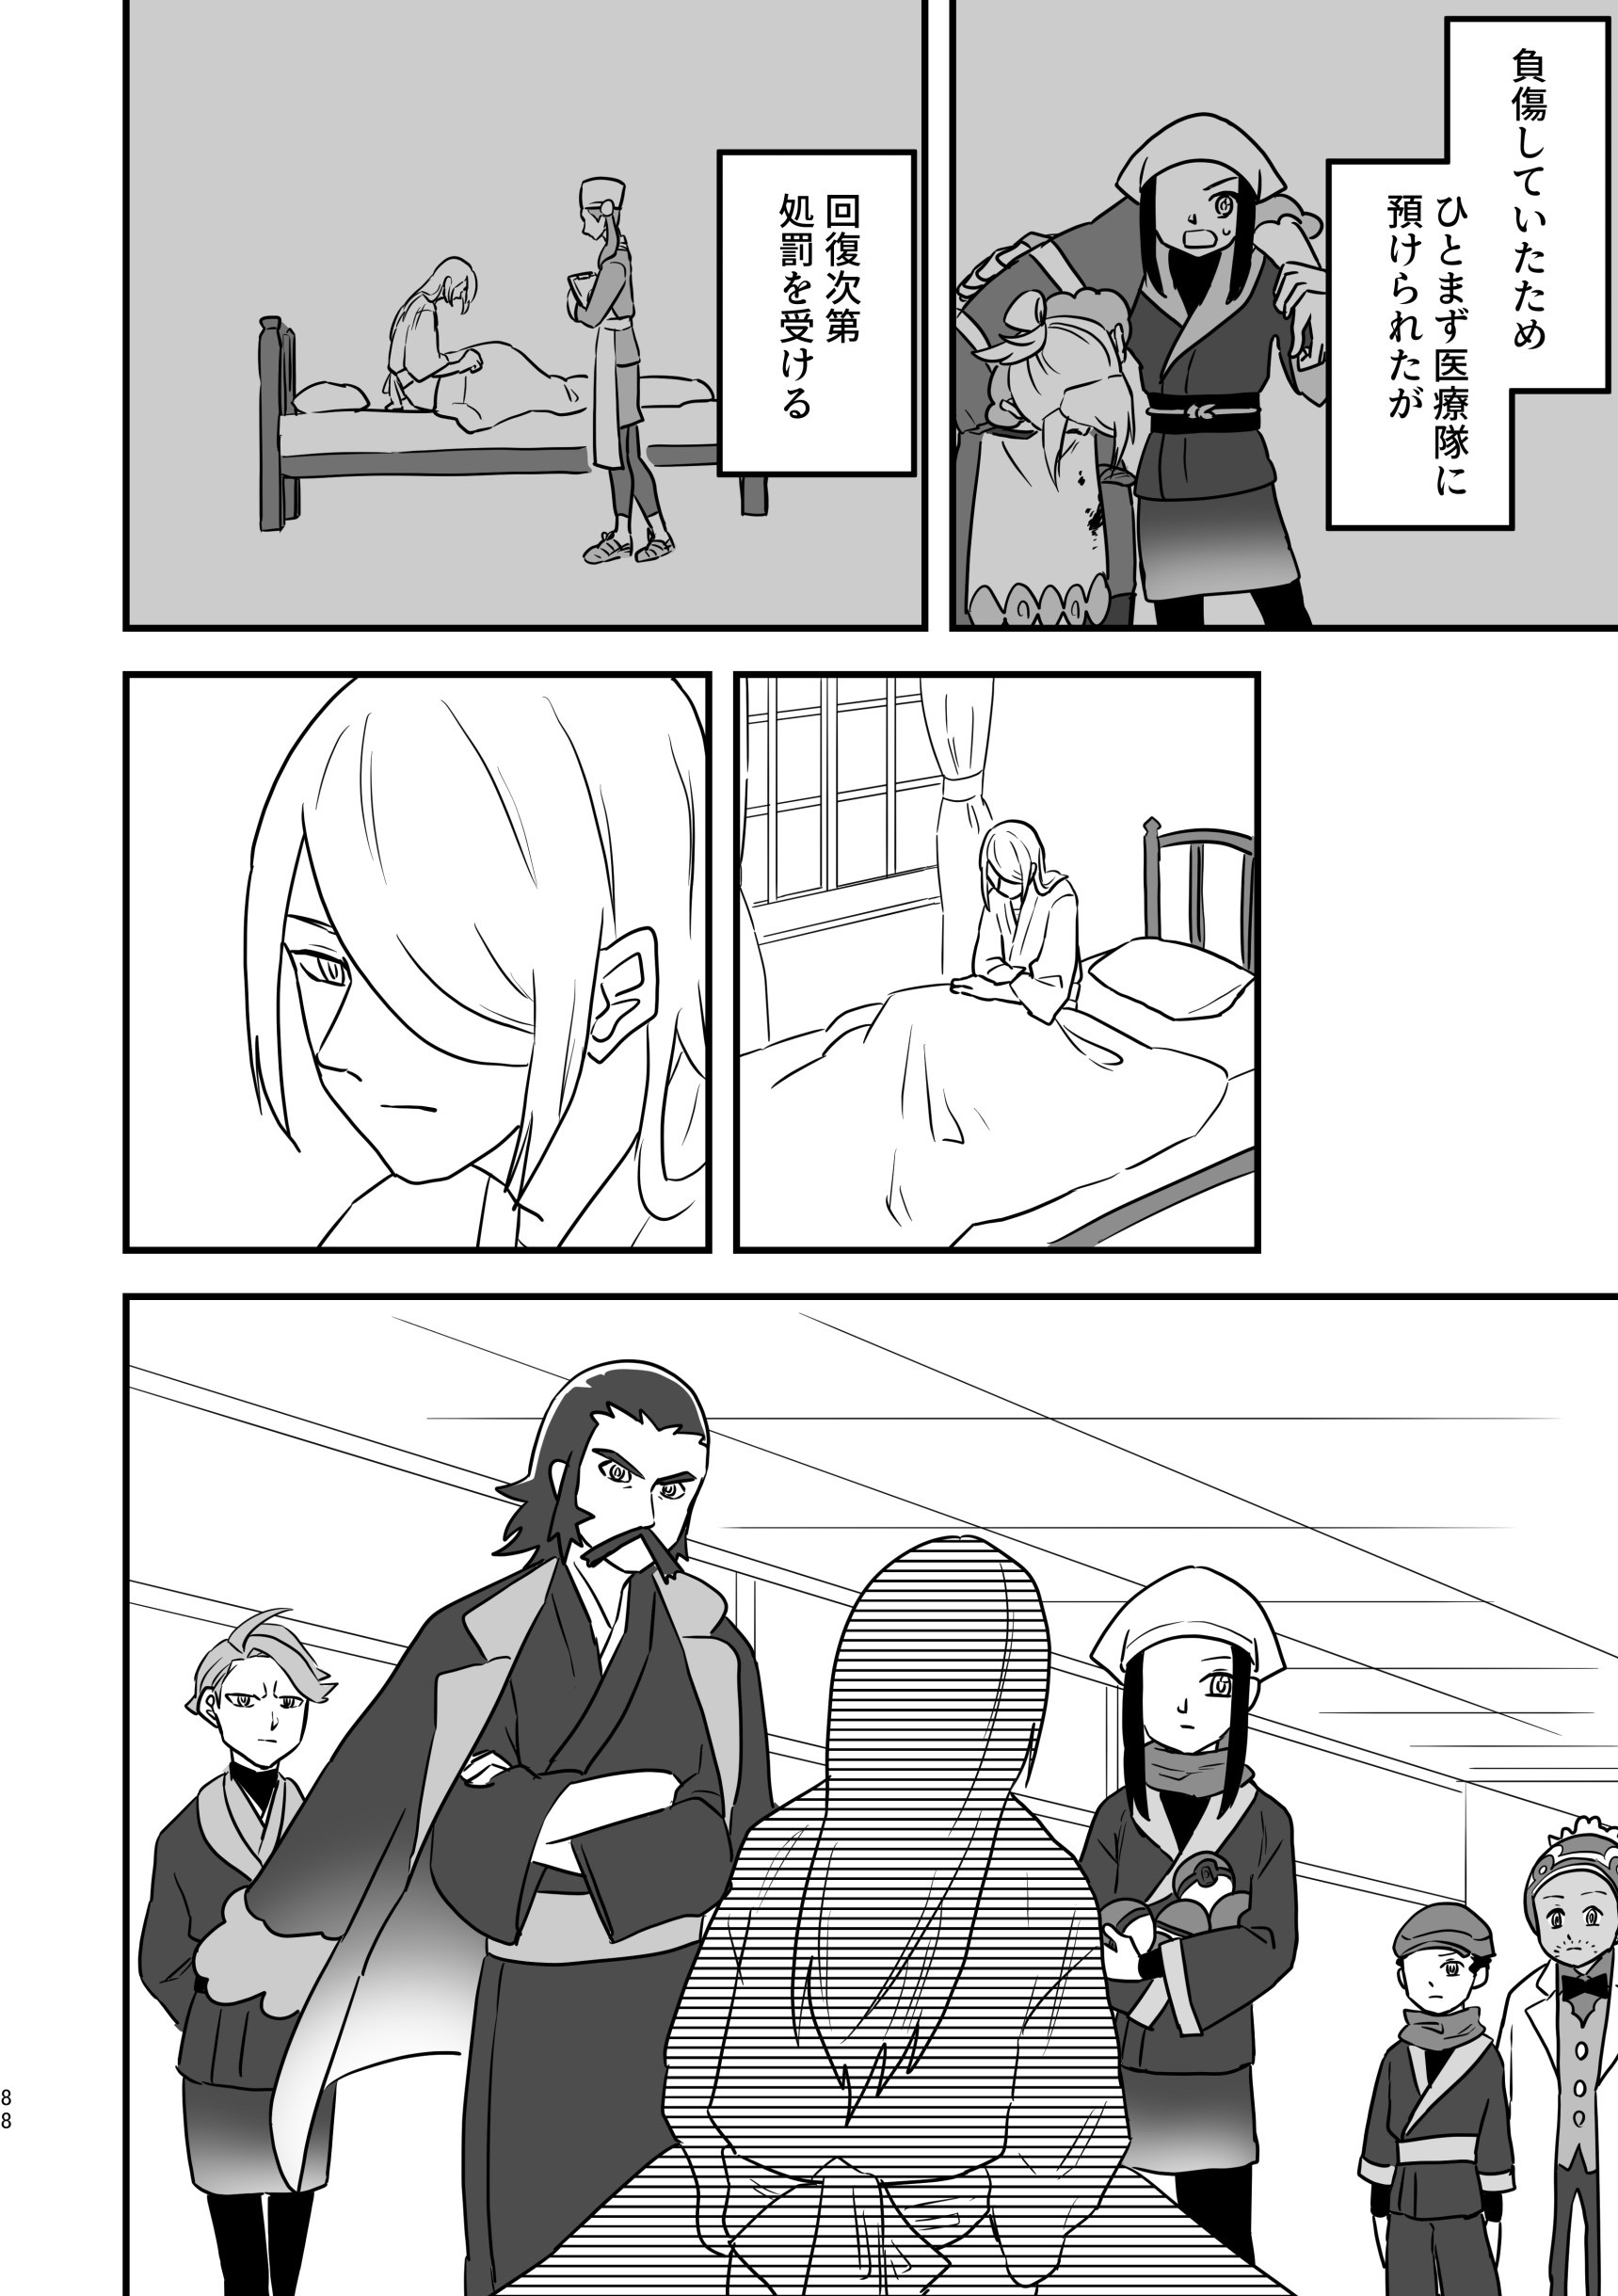 負傷していたため
ひとまず医療隊に
預けられたが
回復次第
処罰を受ける
88